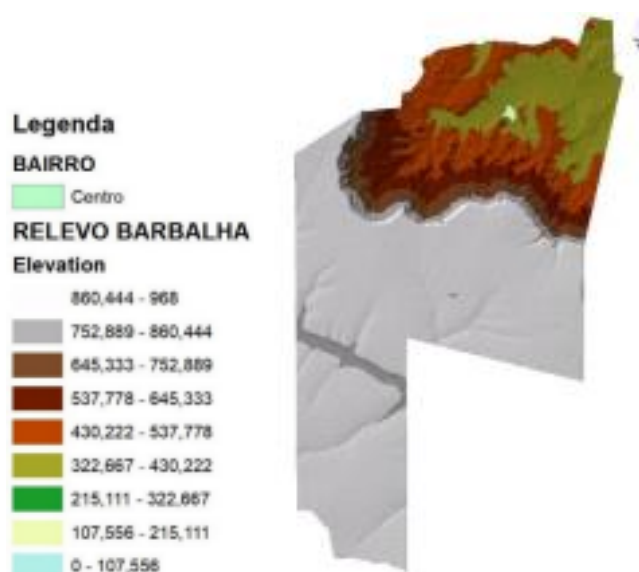 Legenda
BAIRRO
Centro
RELEVO BARBALHA
Elevation
860,444 - 968
752,889 - 860,444
645,333 - 752,889
537,778 - 645,333
430,222 - 537,778
322,667 - 430,222
215,111 - 322,667
107,556 - 215,111
0 - 107,556